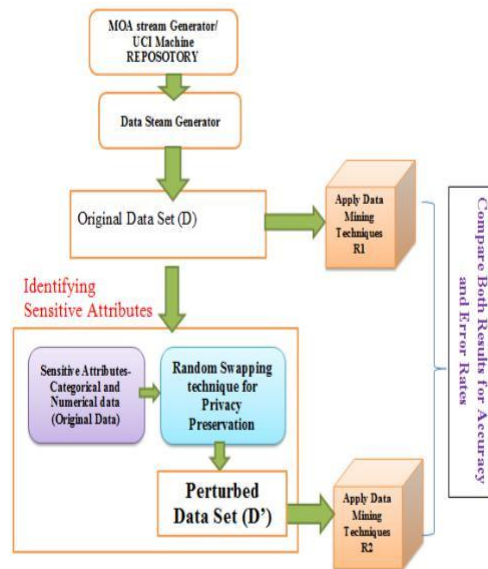 MOA stream Generator/
UCI Machine
REPOSOTORY
Data Steam Generator
Original Data Set (D)
Apply Data
Mining
Techniques
R1
Identifying
Sensitive Attributes
Sensitive Attributes-
Categorical and
Numerical data
(Original Data)
Random Swapping
technique for
Privacy
Preservation
Perturbed
Data Set (D’)
Apply Data
Mining
Techniques
R2
Compare Both Results for Accuracy
and Error Rates